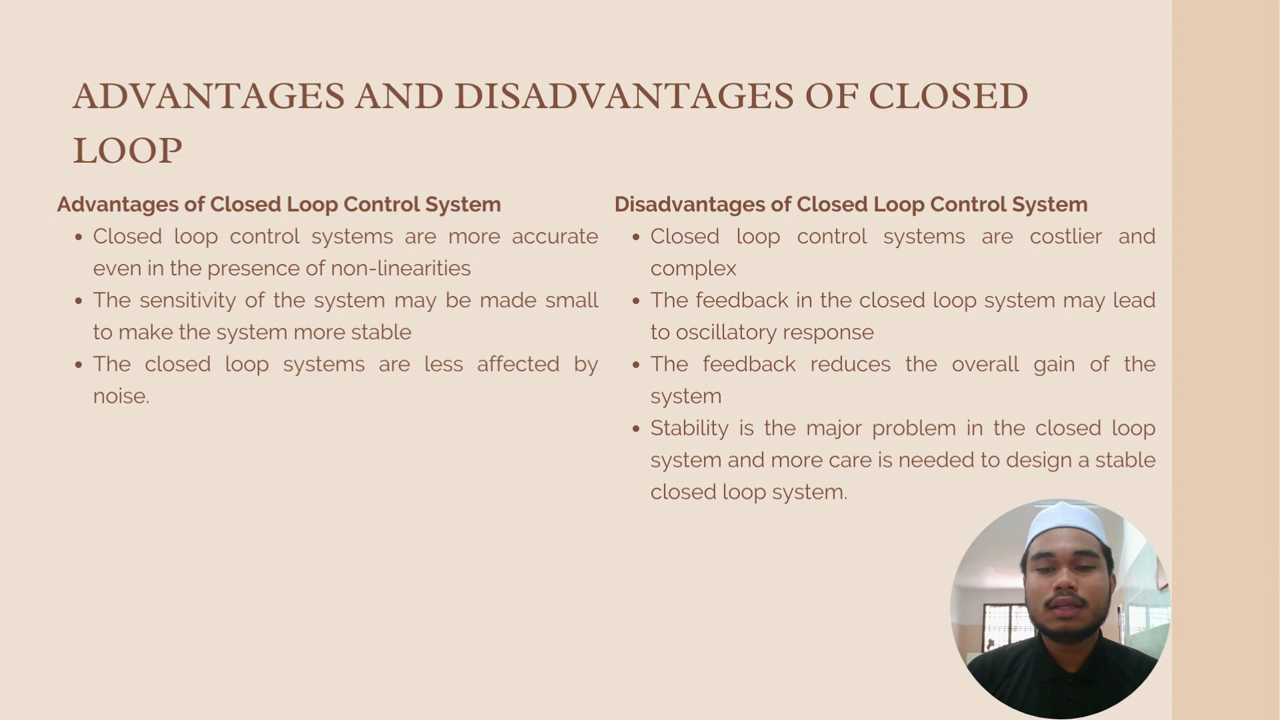 ADVANTAGES AND DISADVANTAGES OF CLOSED
LOOP
Advantages of Closed Loop Control System
• Closed loop control systems are more accurate
even in the presence of non-linearities
• The sensitivity of the system may be made small
to make the system more stable
• The closed loop systems are less affected by
noise.
Disadvantages of Closed Loop Control System
• Closed loop control systems are costlier and
complex
• The feedback in the closed loop system may lead
to oscillatory response
• The feedback reduces the overall gain of the
system
• Stability is the major problem in the closed loop
system and more care is needed to design a stable
closed loop system.